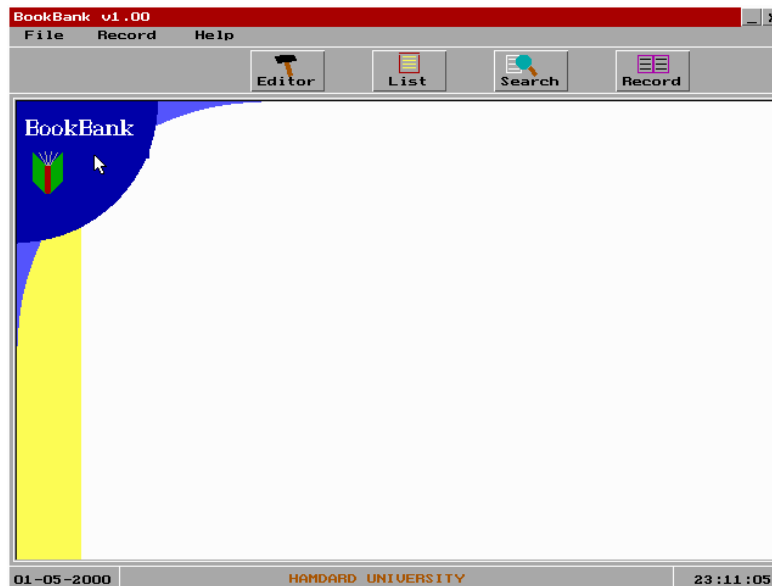 BookBank v1.00
File Record Help
Editor List Search Record
BookBank
01-05-2000 HAMDARD UNIVERSITY 23:11:05